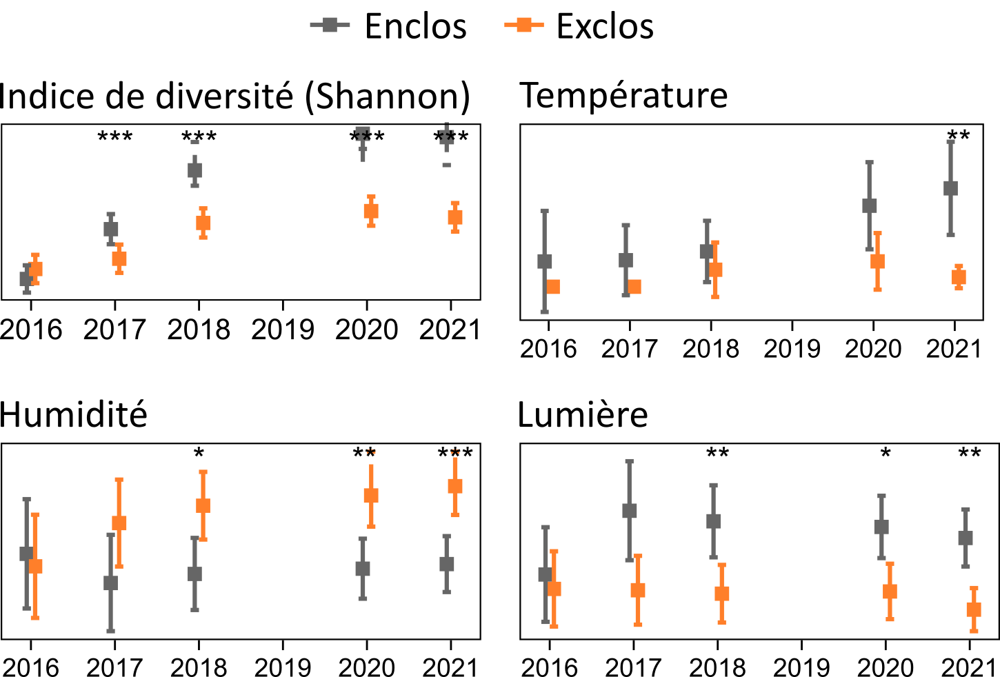 Enclos Exclos
Indice de diversité (Shannon)
*** *** *** ***
2016 2017 2018 2019 2020 2021
Température
**
2016 2017 2018 2019 2020 2021
Humidité
* ** ***
2016 2017 2018 2019 2020 2021
Lumière
** * **
2016 2017 2018 2019 2020 2021